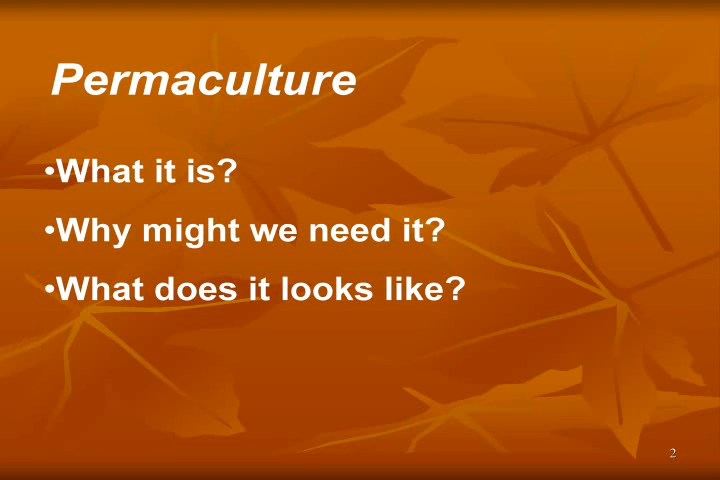 Permaculture
•What it is?
•Why might we need it?
•What does it looks like?
2